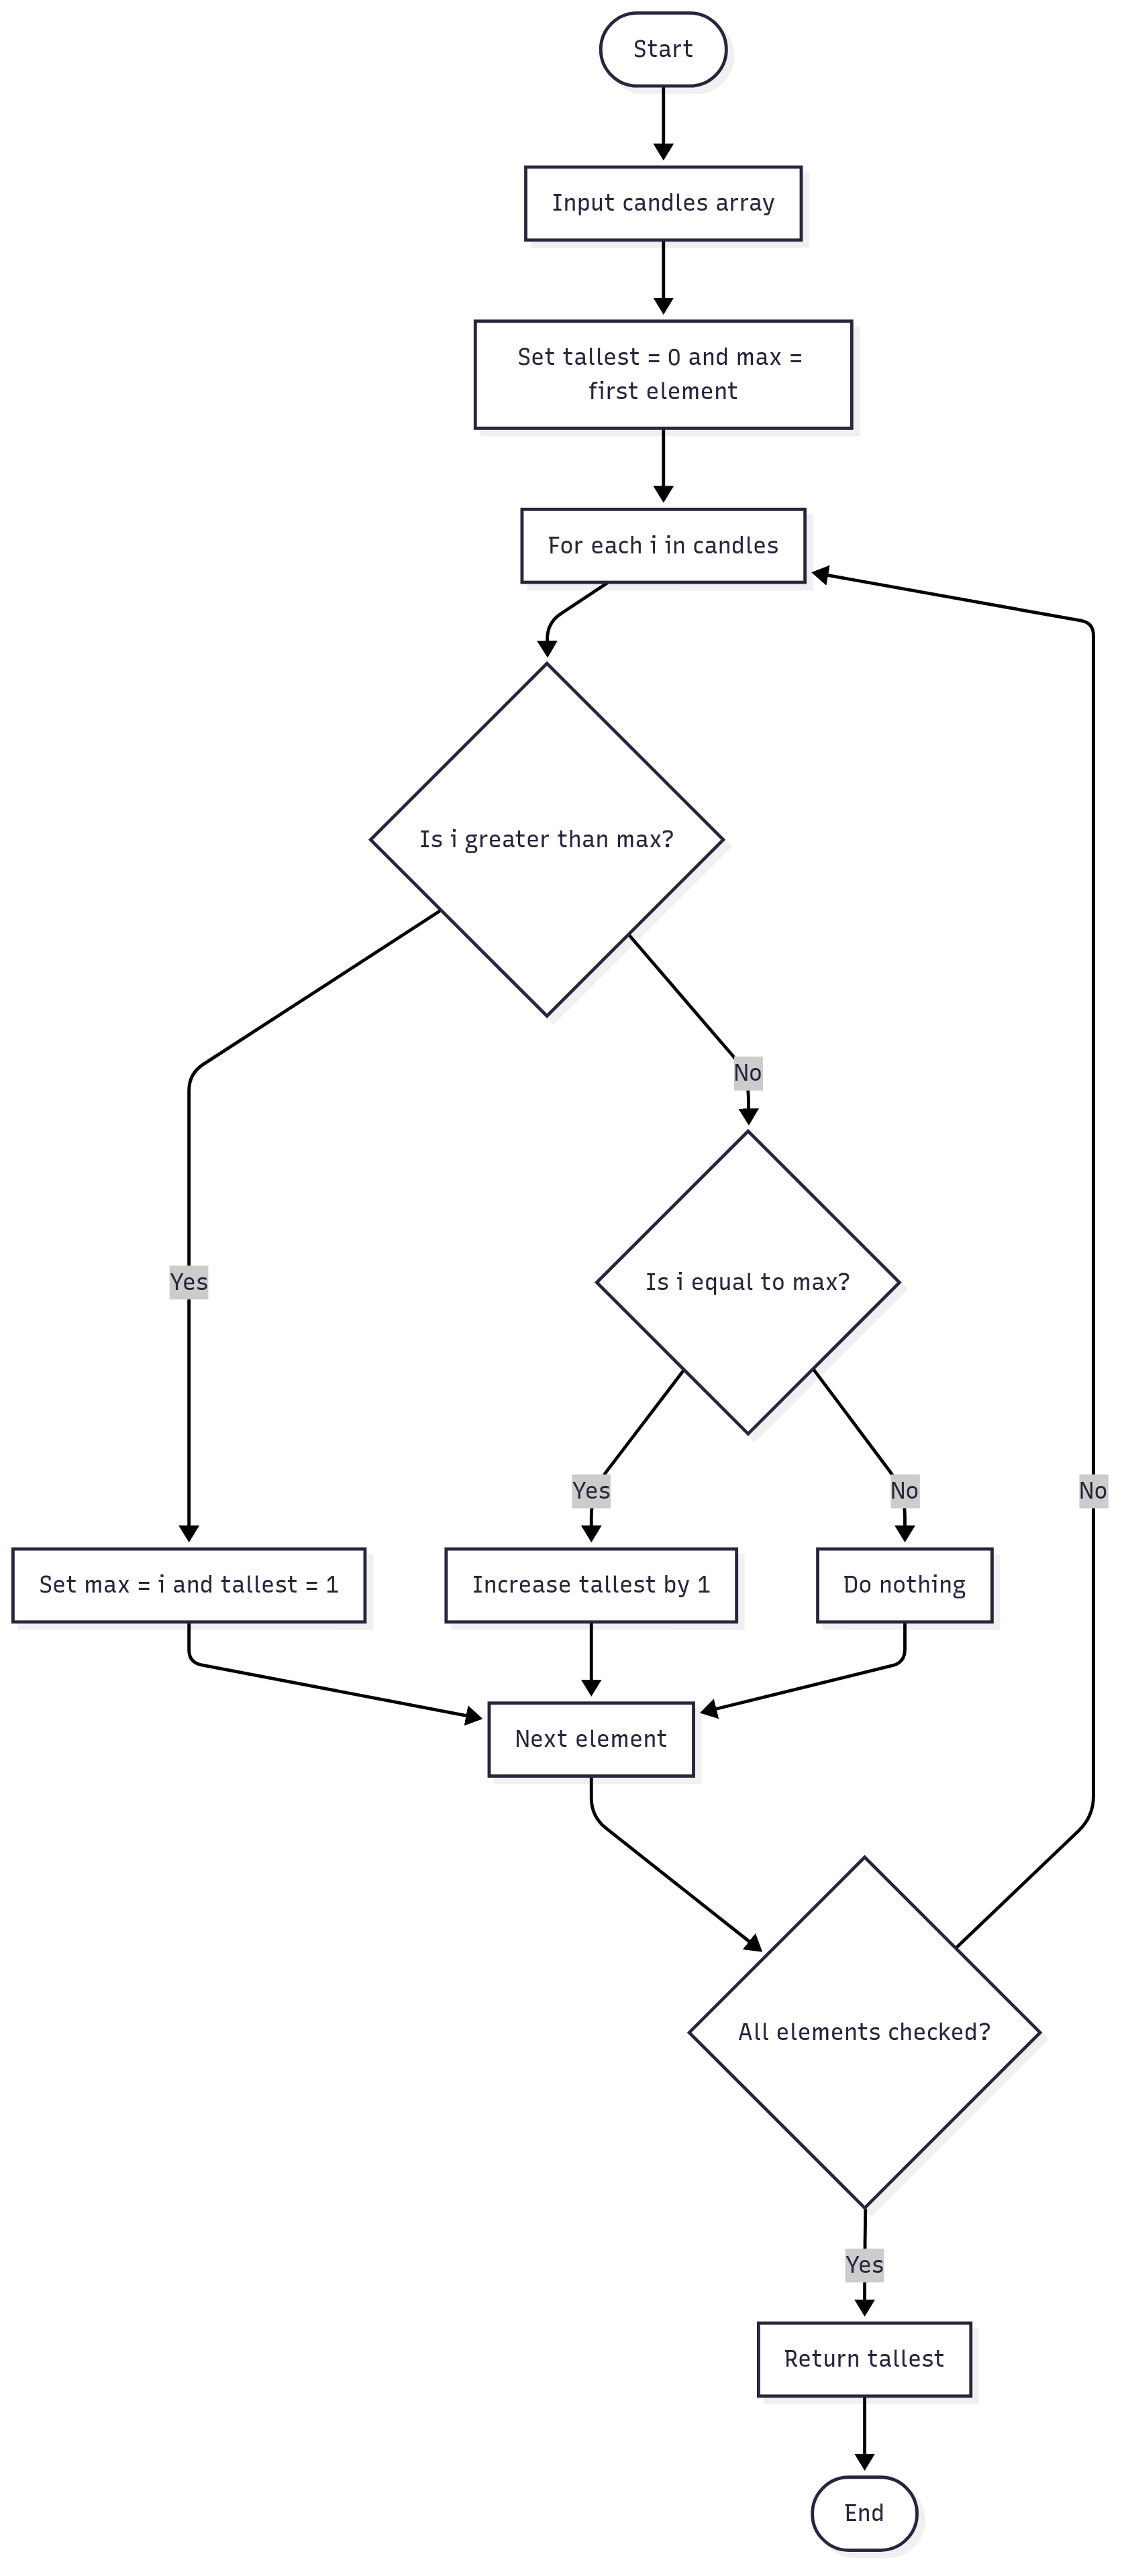 Start
Input candles array
Set tallest = 0 and max =
first element
For each i in candles
Is i greater than max?
No
Yes
Is i equal to max?
Yes
No
No
Set max = i and tallest = 1
Increase tallest by 1
Do nothing
Next element
All elements checked?
Yes
Return tallest
End